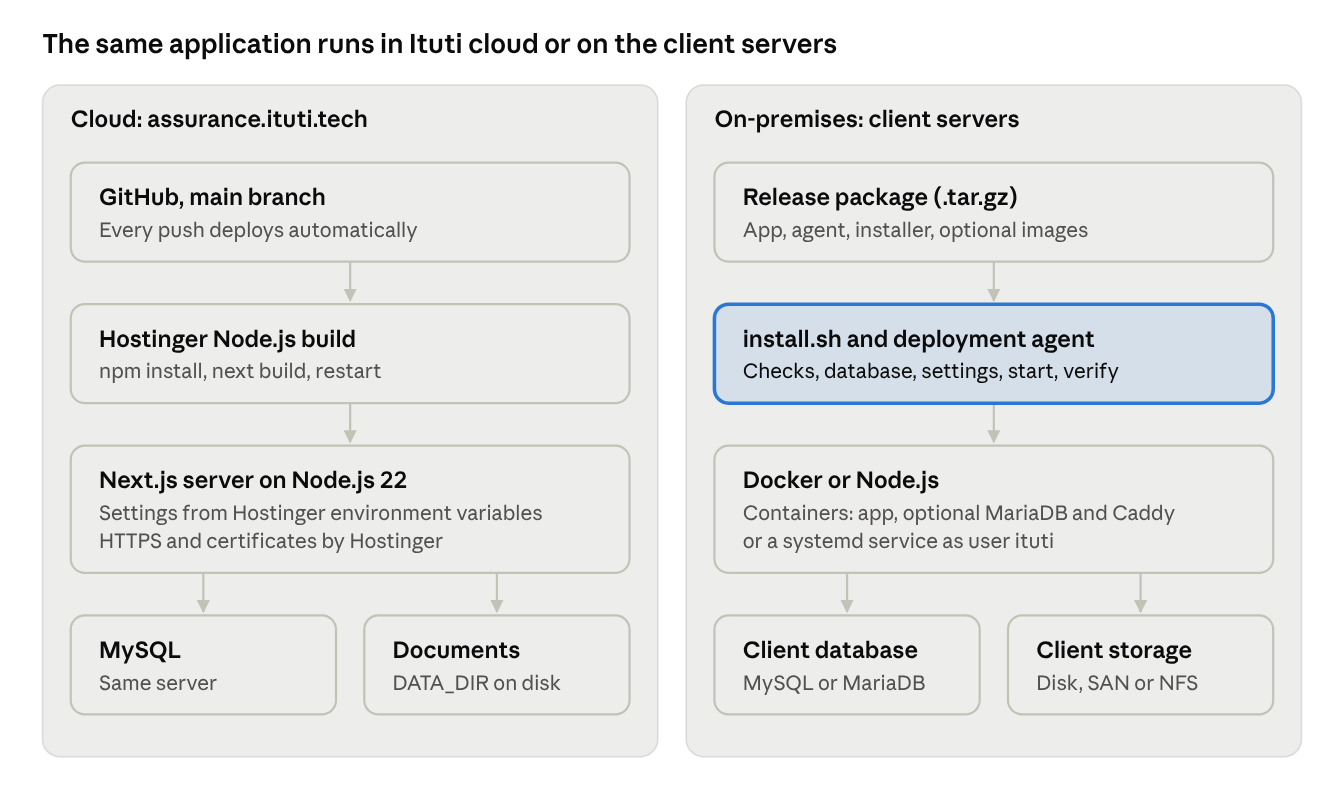 The same application runs in Ituti cloud or on the client servers
Cloud: assurance.ituti.tech
GitHub, main branch
Every push deploys automatically
Hostinger Node.js build
npm install, next build, restart
Next.js server on Node.js 22
Settings from Hostinger environment variables
HTTPS and certificates by Hostinger
MySQL
Same server
Documents
DATA_DIR on disk
On-premises: client servers
Release package (.tar.gz)
App, agent, installer, optional images
install.sh and deployment agent
Checks, database, settings, start, verify
Docker or Node.js
Containers: app, optional MariaDB and Caddy
or a systemd service as user ituti
Client database
MySQL or MariaDB
Client storage
Disk, SAN or NFS